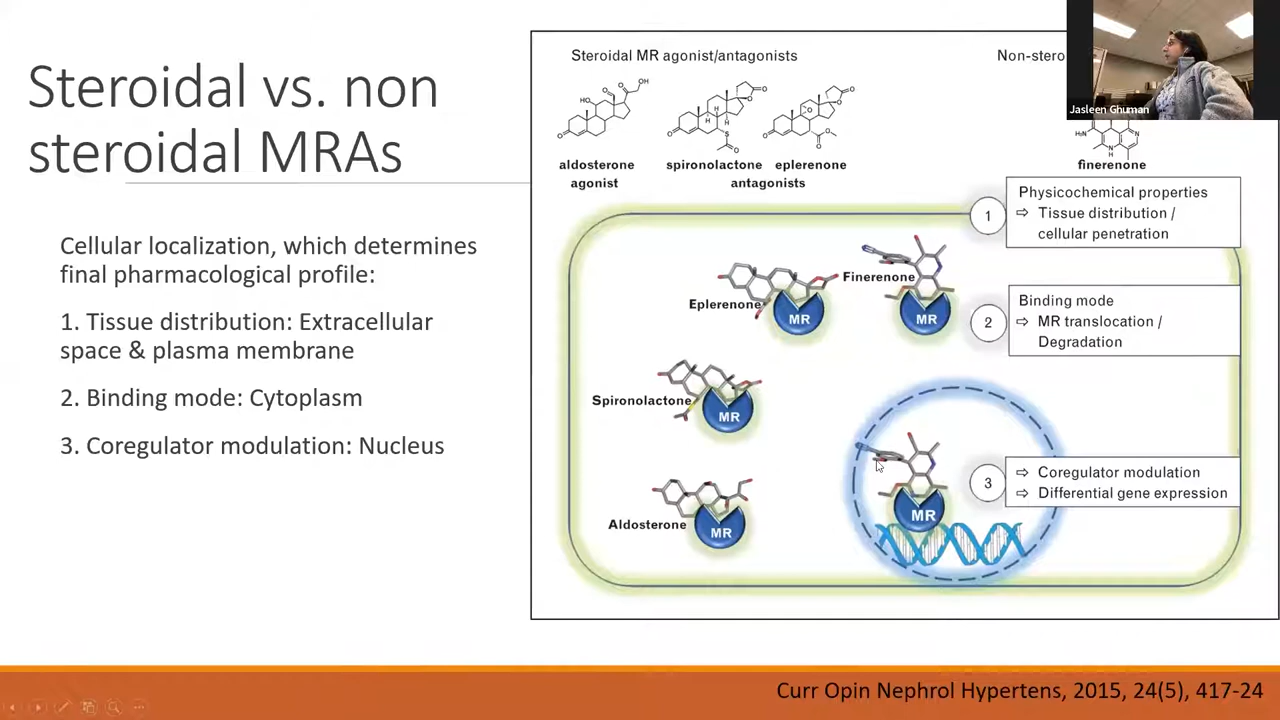 Steroidal vs. non
steroidal MRAs
Cellular localization, which determines
final pharmacological profile:
1. Tissue distribution: Extracellular
space & plasma membrane
2. Binding mode: Cytoplasm
3. Coregulator modulation: Nucleus
Steroidal MR agonist/antagonists
Non-stero
Jasleen Ghuman
HO
O
OH
O
O
O
H
H
H
O
O
S
O
O
O
O
O
O
O
H₂N
N
N
H
aldosterone
agonist
spironolactone
eplerenone
antagonists
finerenone
1
Physicochemical properties
⇨ Tissue distribution /
cellular penetration
Eplerenone
MR
Finerenone
MR
2
Binding mode
⇨ MR translocation /
Degradation
Spironolactone
MR
3
⇨ Coregulator modulation
⇨ Differential gene expression
MR
Aldosterone
MR
Curr Opin Nephrol Hypertens, 2015, 24(5), 417-24